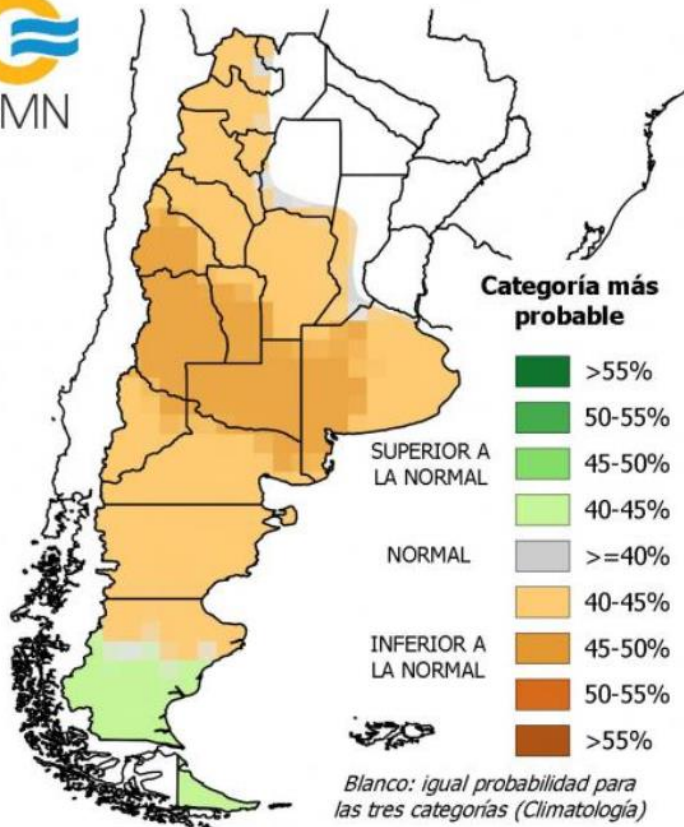 MN
Categoría más
probable
>55%
50-55%
45-50%
SUPERIOR A
LA NORMAL
40-45%
NORMAL
>=40%
40-45%
INFERIOR A
LA NORMAL
45-50%
50-55%
>55%
Blanco: igual probabilidad para
las tres categorías (Climatología)